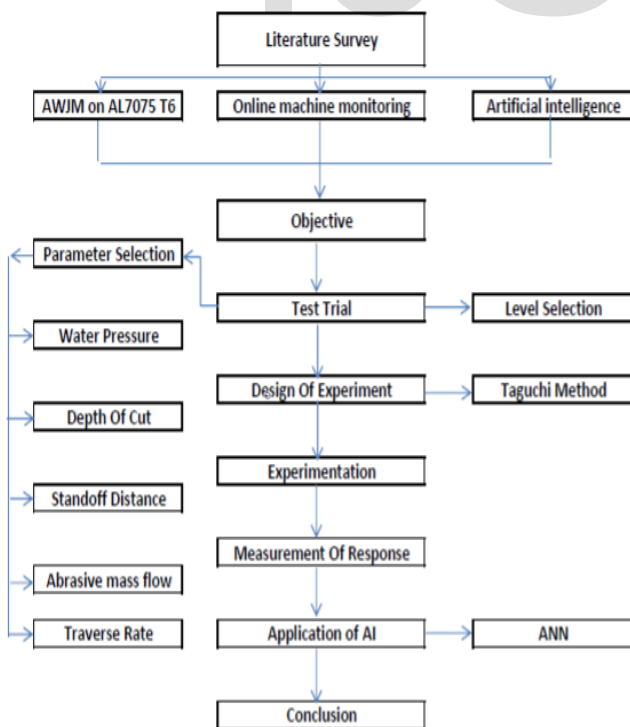 Literature Survey
AWJM on AL7075 T6
Online machine monitoring
Artificial intelligence
Objective
Parameter Selection
Test Trial
Level Selection
Water Pressure
Design Of Experiment
Taguchi Method
Depth Of Cut
Experimentation
Standoff Distance
Measurement Of Response
Abrasive mass flow
Traverse Rate
Application of AI
ANN
Conclusion